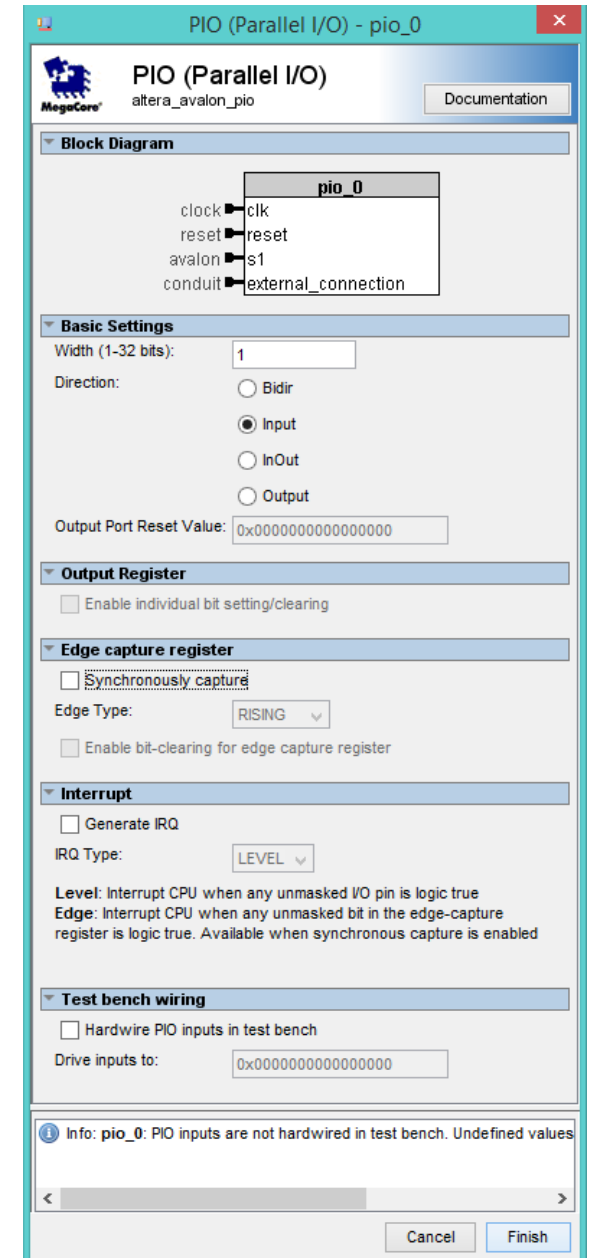 PIO (Parallel I/O) - pio_0
PIO (Parallel I/O)
altera_avalon_pio
MegaCore®
Documentation
Block Diagram
pio_0
clock clk
reset reset
avalon s1
conduit external_connection
Basic Settings
Width (1-32 bits): 1
Direction: Bidir
Input
InOut
Output
Output Port Reset Value: 0x0000000000000000
Output Register
Enable individual bit setting/clearing
Edge capture register
Synchronously capture
Edge Type: RISING
Enable bit-clearing for edge capture register
Interrupt
Generate IRQ
IRQ Type: LEVEL
Level: Interrupt CPU when any unmasked I/O pin is logic true
Edge: Interrupt CPU when any unmasked bit in the edge-capture
register is logic true. Available when synchronous capture is enabled
Test bench wiring
Hardwire PIO inputs in test bench
Drive inputs to: 0x0000000000000000
Info: pio_0: PIO inputs are not hardwired in test bench. Undefined values
Cancel Finish